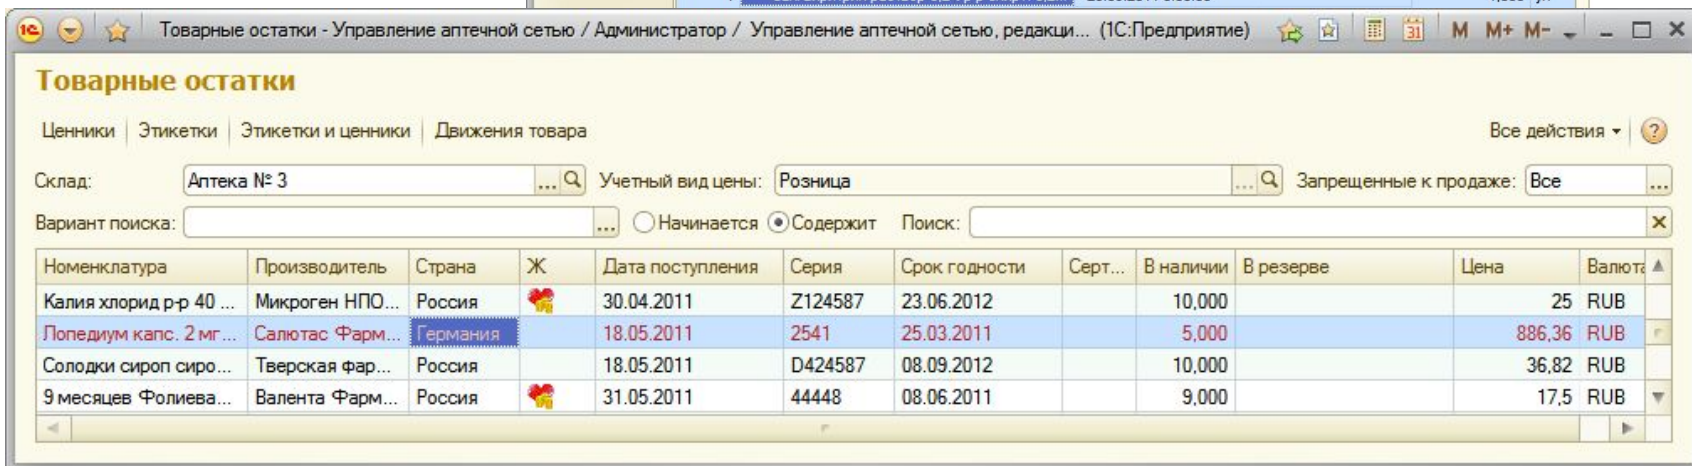 Товарные остатки - Управление аптечной сетью / Администратор / Управление аптечной сетью, редакци... (1С:Предприятие) 31 M M+ M-
Товарные остатки
Ценники Этикетки Этикетки и ценники Движения товара Все действия ?
Склад: Аптека № 3 ... Учетный вид цены: Розница ... Запрещенные к продаже: Все ...
Вариант поиска: ... Начинается Содержит Поиск:
Номенклатура Производитель Страна Ж Дата поступления Серия Срок годности Серт... В наличии В резерве Цена Валюта
Калия хлорид р-р 40 ... Микроген НПО... Россия 30.04.2011 Z124587 23.06.2012 10,000 25 RUB
Лопедиум капс. 2 мг... Салютас Фарм... Германия 18.05.2011 2541 25.03.2011 5,000 886,36 RUB
Солодки сироп сиро... Тверская фар... Россия 18.05.2011 D424587 08.09.2012 10,000 36,82 RUB
9 месяцев Фолиева... Валента Фарм... Россия 31.05.2011 44448 08.06.2011 9,000 17,5 RUB